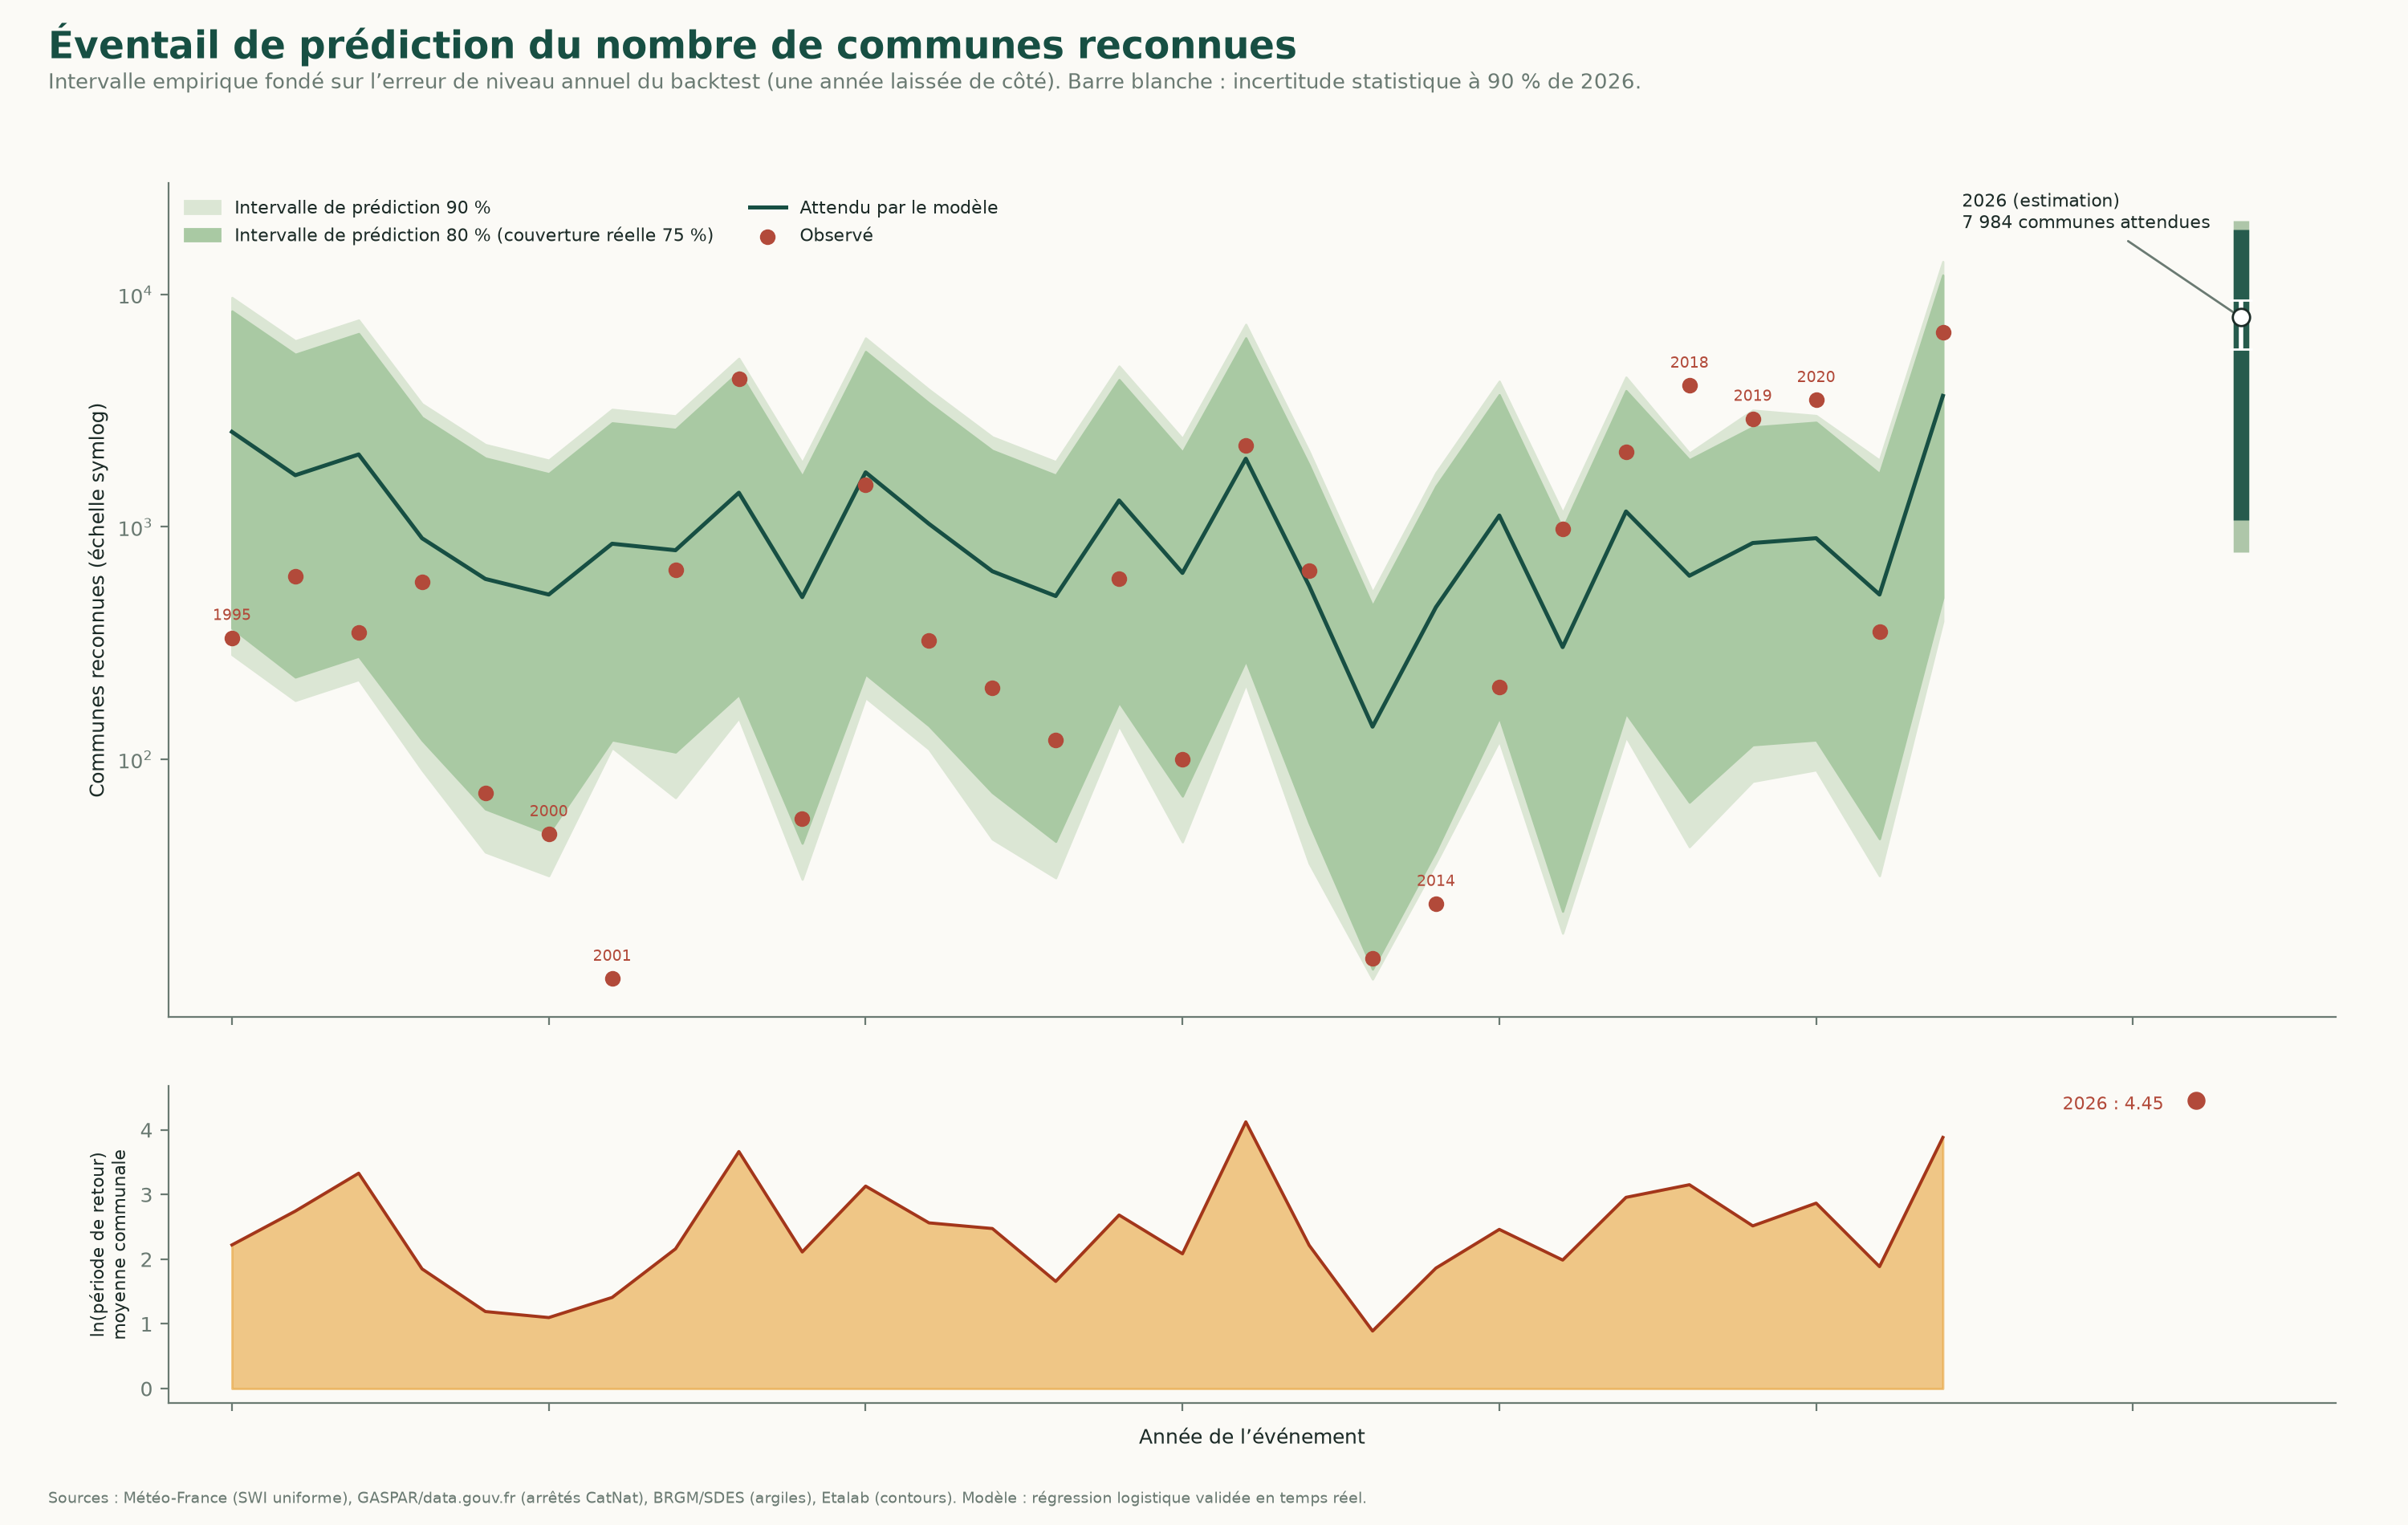 Éventail de prédiction du nombre de communes reconnues
Intervalle empirique fondé sur l’erreur de niveau annuel du backtest (une année laissée de côté). Barre blanche : incertitude statistique à 90 % de 2026.
Intervalle de prédiction 90 %
Intervalle de prédiction 80 % (couverture réelle 75 %)
Attendu par le modèle
Observé
2026 (estimation)
7 984 communes attendues
Communes reconnues (échelle symlog)
10⁴
10³
10²
1995
2000
2001
2014
2018
2019
2020
ln(période de retour)
moyenne communale
4
3
2
1
0
2026 : 4.45
Année de l’événement
Sources : Météo-France (SWI uniforme), GASPAR/data.gouv.fr (arrêtés CatNat), BRGM/SDES (argiles), Etalab (contours). Modèle : régression logistique validée en temps réel.